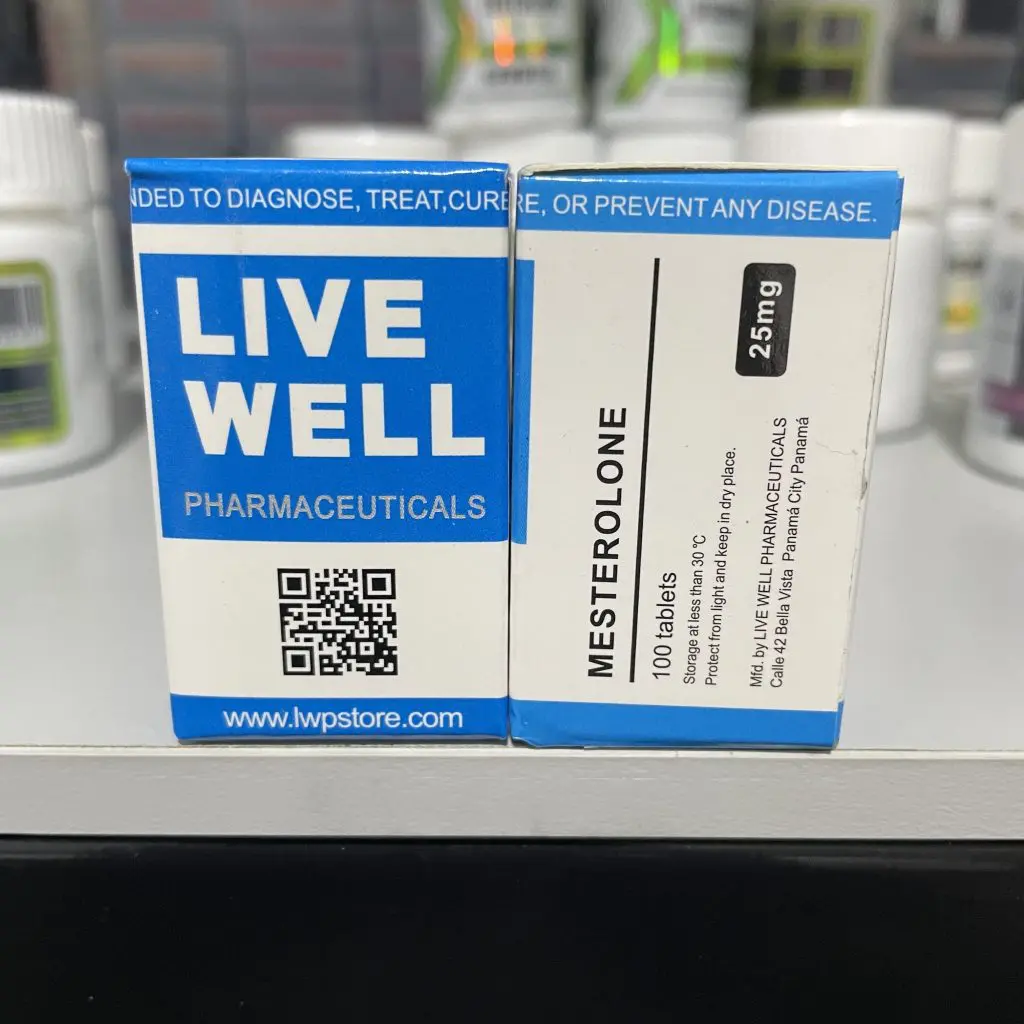 NDED TO DIAGNOSE, TREAT,CURE
LIVE
WELL
PHARMACEUTICALS
www.lwpstore.com
RE, OR PREVENT ANY DISEASE.
25mg
MESTEROLONE
100 tablets
Storage at less than 30 °C
Protect from light and keep in dry place.
Mfd. by LIVE WELL PHARMACEUTICALS
Calle 42 Bella Vista Panamá City Panamá